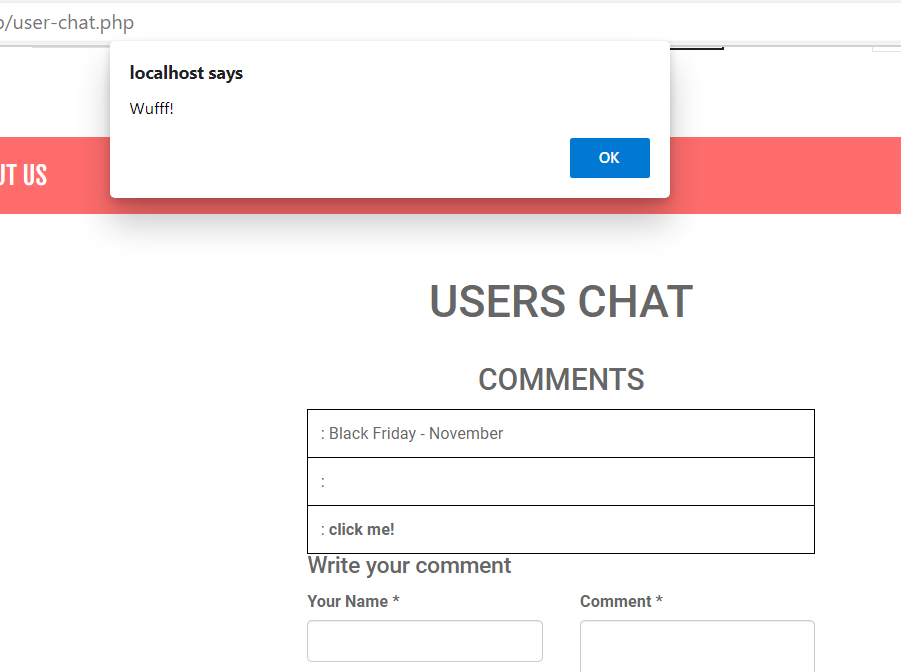 /user-chat.php
localhost says
Wufff!
OK
UT US
USERS CHAT
COMMENTS
: Black Friday - November
:
: click me!
Write your comment
Your Name * Comment *